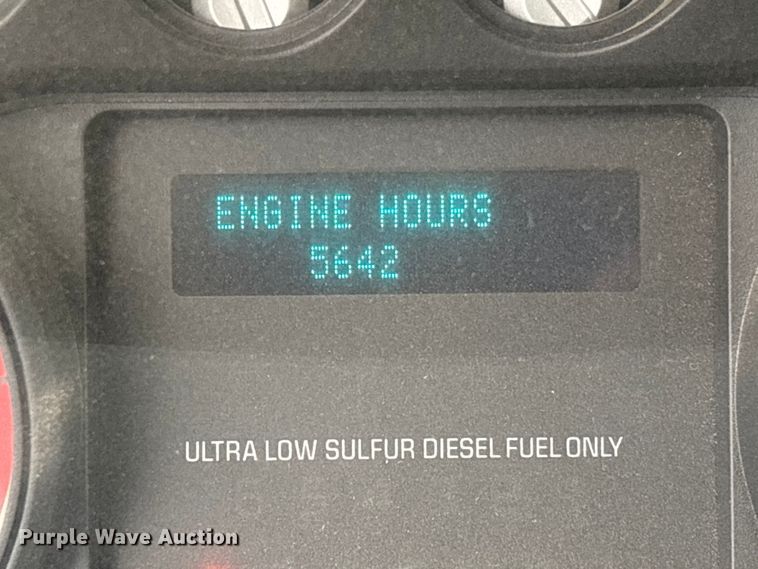 ENGINE HOURS
5642
ULTRA LOW SULFUR DIESEL FUEL ONLY
Purple Wave Auction